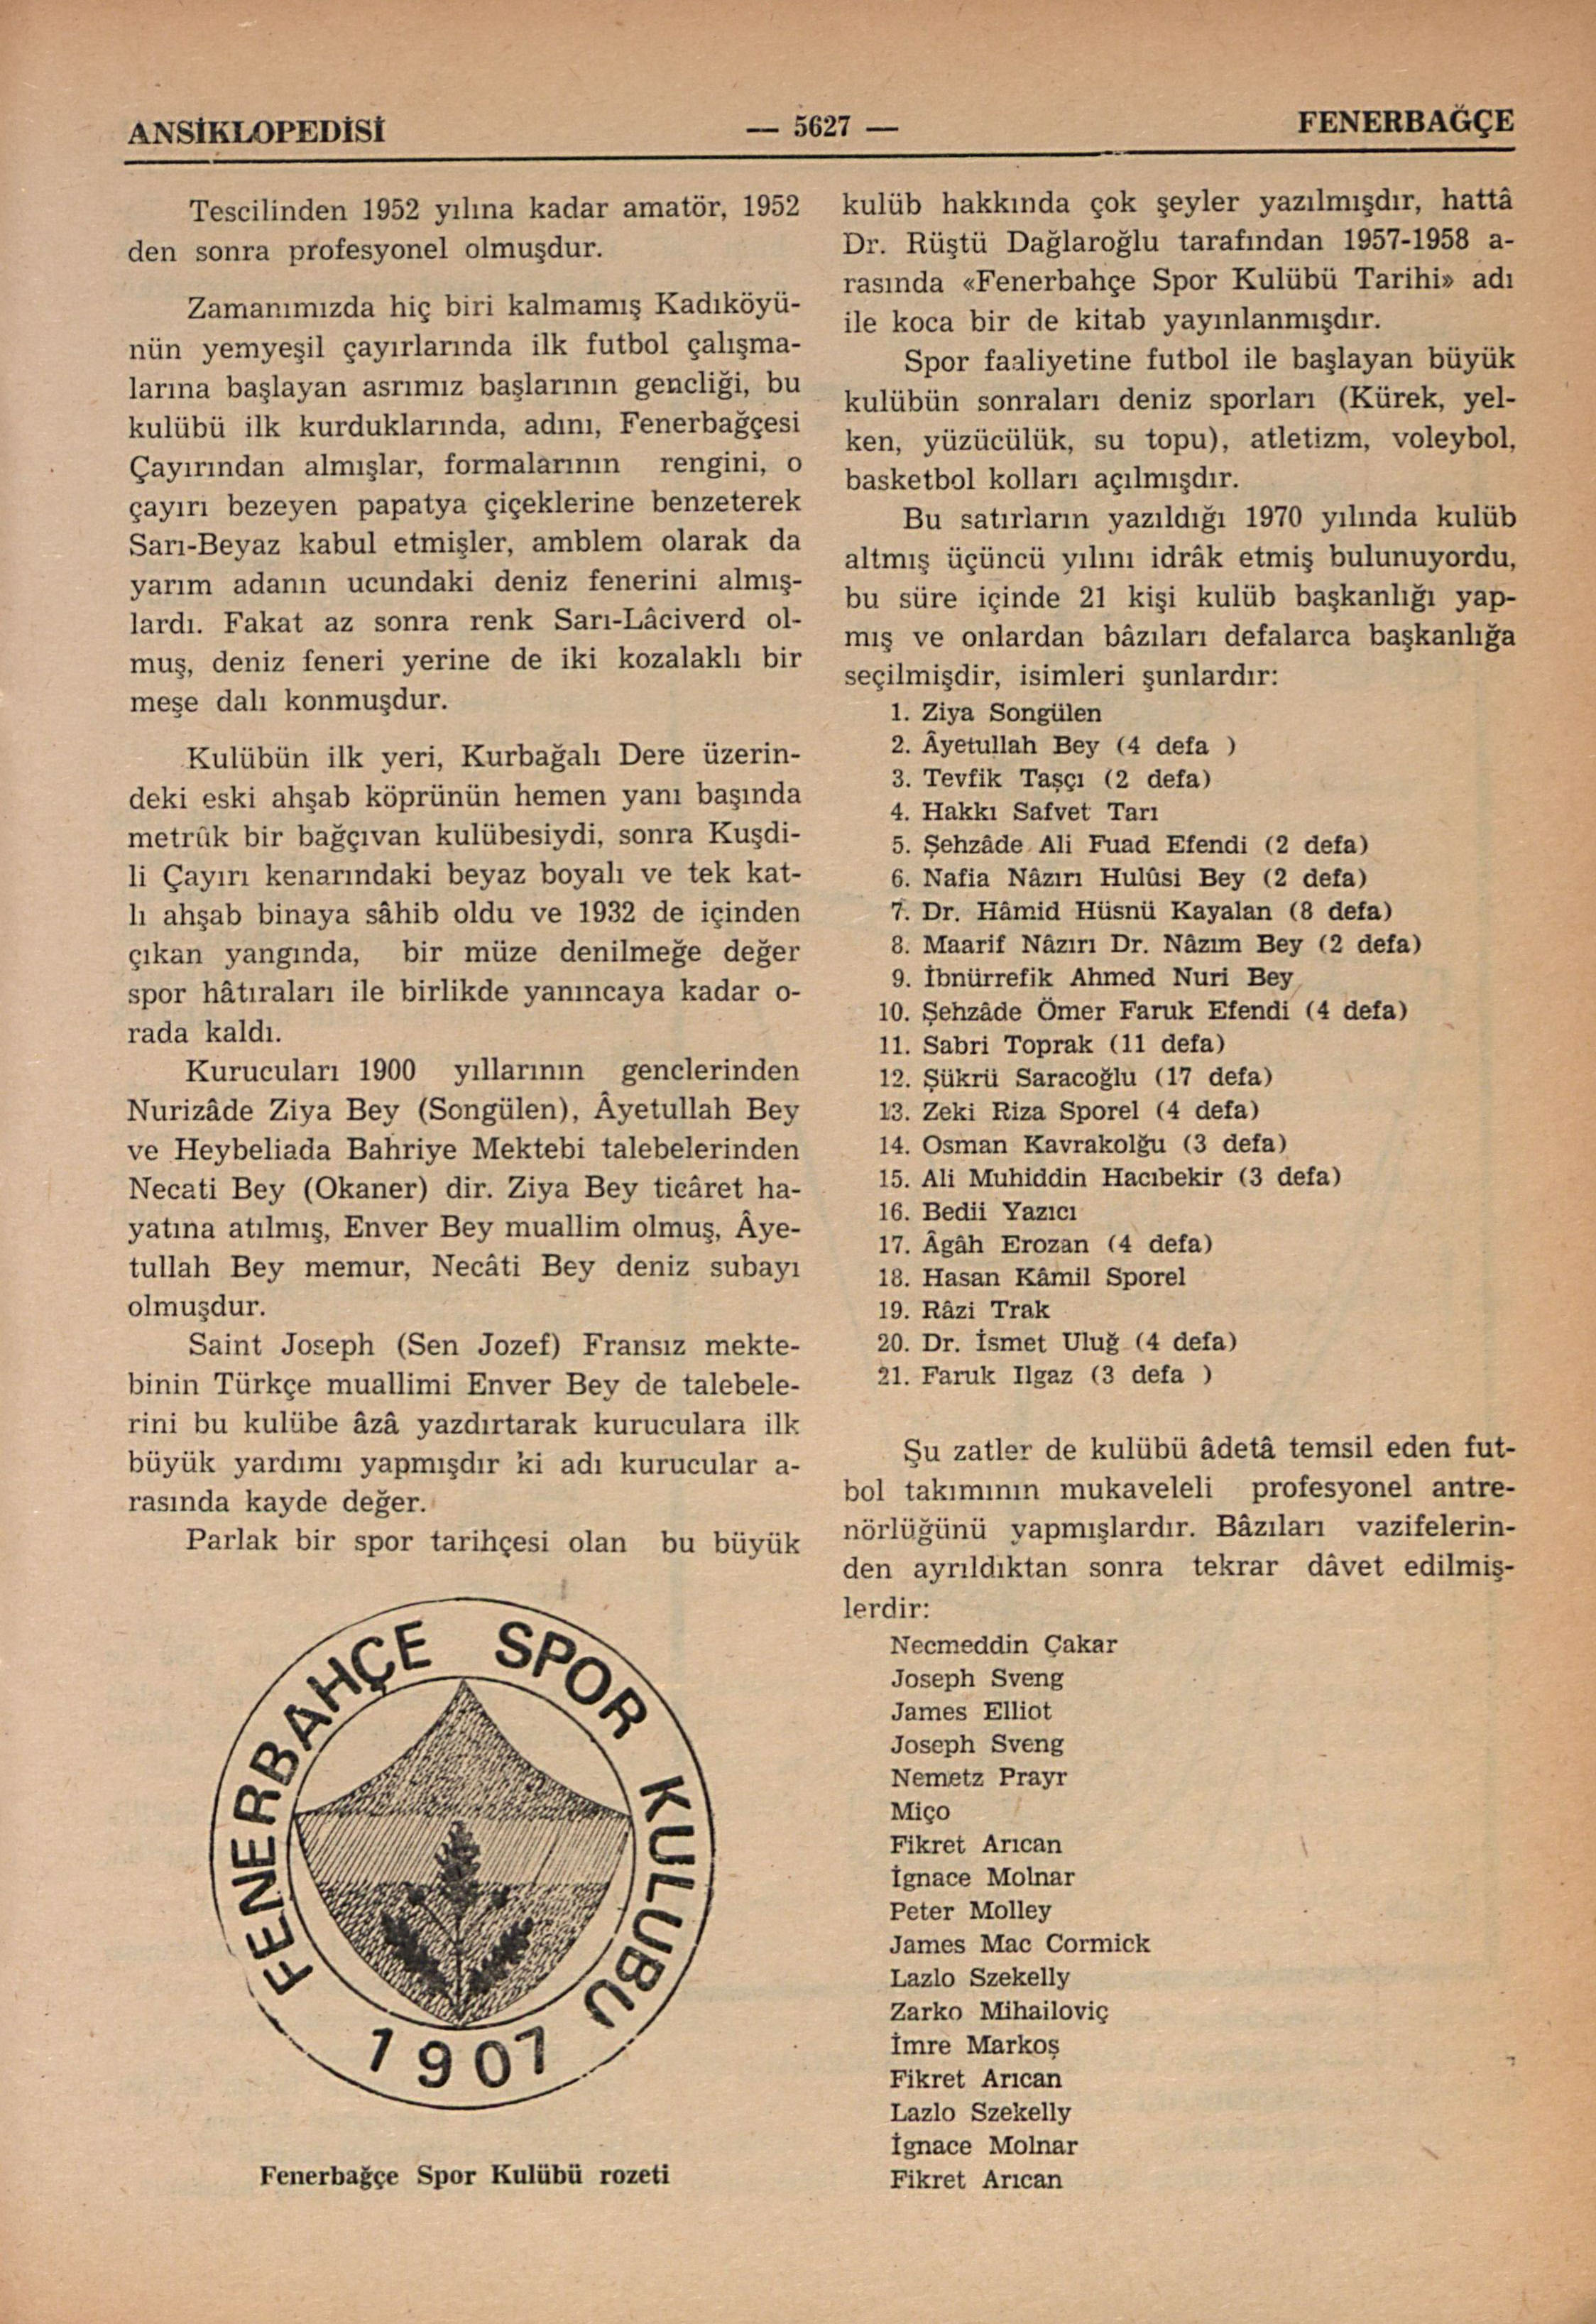 ANSİKLOPEDİSİ
— 5627 —
FENERBAĞÇE
Tescilinden 1952 yılına kadar amatör, 1952
den sonra profesyonel olmuşdur.
Zamanımızda hiç biri kalmamış Kadıköyü-
nün yemyeşil çayırlarında ilk futbol çalışma-
larına başlayan asrımız başlarının gencliği, bu
kulübü ilk kurduklarında, adını, Fenerbağçesi
Çayırından almışlar, formalarının rengini, o
çayırı bezeyen papatya çiçeklerine benzeterek
Sarı-Beyaz kabul etmişler, amblem olarak da
yarım adanın ucundaki deniz fenerini almış-
lardı. Fakat az sonra renk Sarı-Lâciverd ol-
muş, deniz feneri yerine de iki kozalaklı bir
meşe dalı konmuşdur.
Kulübün ilk yeri, Kurbağalı Dere üzerin-
deki eski ahşab köprünün hemen yanı başında
metrûk bir bağçıvan kulübesiydi, sonra Kuşdi-
li Çayırı kenarındaki beyaz boyalı ve tek kat-
lı ahşab binaya sâhib oldu ve 1932 de içinden
çıkan yangında, bir müze denilmeğe değer
spor hâtıraları ile birlikde yanıncaya kadar o-
rada kaldı.
Kurucuları 1900 yıllarının genclerinden
Nurizâde Ziya Bey (Songülen), Âyetullah Bey
ve Heybeliada Bahriye Mektebi talebelerinden
Necati Bey (Okaner) dir. Ziya Bey ticâret ha-
yatına atılmış, Enver Bey muallim olmuş, Âye-
tullah Bey memur, Necâti Bey deniz subayı
olmuşdur.
Saint Joseph (Sen Jozef) Fransız mekte-
binin Türkçe muallimi Enver Bey de talebele-
rini bu kulübe âzâ yazdırtarak kuruculara ilk
büyük yardımı yapmışdır ki adı kurucular a-
rasında kayde değer.
Parlak bir spor tarihçesi olan bu büyük
FENERBAHÇE SPOR KULUBU
1907
Fenerbağçe Spor Kulübü rozeti
kulüb hakkında çok şeyler yazılmışdır, hattâ
Dr. Rüştü Dağlaroğlu tarafından 1957-1958 a-
rasında «Fenerbahçe Spor Kulübü Tarihi» adı
ile koca bir de kitab yayınlanmışdır.
Spor faaliyetine futbol ile başlayan büyük
kulübün sonraları deniz sporları (Kürek, yel-
ken, yüzücülük, su topu), atletizm, voleybol,
basketbol kolları açılmışdır.
Bu satırların yazıldığı 1970 yılında kulüb
altmış üçüncü yılını idrâk etmiş bulunuyordu,
bu süre içinde 21 kişi kulüb başkanlığı yap-
mış ve onlardan bâzıları defalarca başkanlığa
seçilmişdir, isimleri şunlardır:
1. Ziya Songülen
2. Âyetullah Bey (4 defa )
3. Tevfik Taşçı (2 defa)
4. Hakkı Safvet Tarı
5. Şehzâde Ali Fuad Efendi (2 defa)
6. Nafia Nâzırı Hulûsi Bey (2 defa)
7. Dr. Hâmid Hüsnü Kayalan (8 defa)
8. Maarif Nâzırı Dr. Nâzım Bey (2 defa)
9. İbnürrefik Ahmed Nuri Bey
10. Şehzâde Ömer Faruk Efendi (4 defa)
11. Sabri Toprak (11 defa)
12. Şükrü Saracoğlu (17 defa)
13. Zeki Riza Sporel (4 defa)
14. Osman Kavrakolğu (3 defa)
15. Ali Muhiddin Hacıbekir (3 defa)
16. Bedii Yazıcı
17. Âgâh Erozan (4 defa)
18. Hasan Kâmil Sporel
19. Râzi Trak
20. Dr. İsmet Uluğ (4 defa)
21. Faruk Ilgaz (3 defa )
Şu zatler de kulübü âdetâ temsil eden fut-
bol takımının mukaveleli profesyonel antre-
nörlüğünü yapmışlardır. Bâzıları vazifelerin-
den ayrıldıktan sonra tekrar dâvet edilmiş-
lerdir:
Necmeddin Çakar
Joseph Sveng
James Elliot
Joseph Sveng
Nemetz Prayr
Miço
Fikret Arıcan
İgnace Molnar
Peter Molley
James Mac Cormick
Lazlo Szekelly
Zarko Mihailoviç
İmre Markoş
Fikret Arıcan
Lazlo Szekelly
İgnace Molnar
Fikret Arıcan